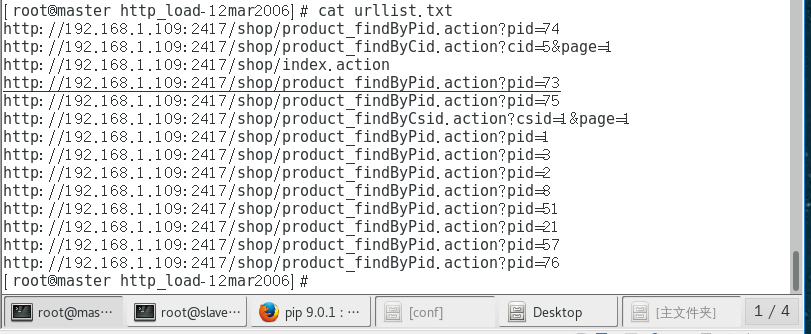 [root@master http_load-12mar2006]# cat urllist.txt
http://192.168.1.109:2417/shop/product_findByPid.action?pid=74
http://192.168.1.109:2417/shop/product_findByCid.action?cid=5&page=1
http://192.168.1.109:2417/shop/index.action
http://192.168.1.109:2417/shop/product_findByPid.action?pid=73
http://192.168.1.109:2417/shop/product_findByPid.action?pid=75
http://192.168.1.109:2417/shop/product_findByCsid.action?csid=1&page=1
http://192.168.1.109:2417/shop/product_findByPid.action?pid=1
http://192.168.1.109:2417/shop/product_findByPid.action?pid=3
http://192.168.1.109:2417/shop/product_findByPid.action?pid=2
http://192.168.1.109:2417/shop/product_findByPid.action?pid=8
http://192.168.1.109:2417/shop/product_findByPid.action?pid=51
http://192.168.1.109:2417/shop/product_findByPid.action?pid=21
http://192.168.1.109:2417/shop/product_findByPid.action?pid=57
http://192.168.1.109:2417/shop/product_findByPid.action?pid=76
[root@master http_load-12mar2006]#
root@mas… root@slave… pip 9.0.1 : … [conf] Desktop [主文件夹] 1 / 4